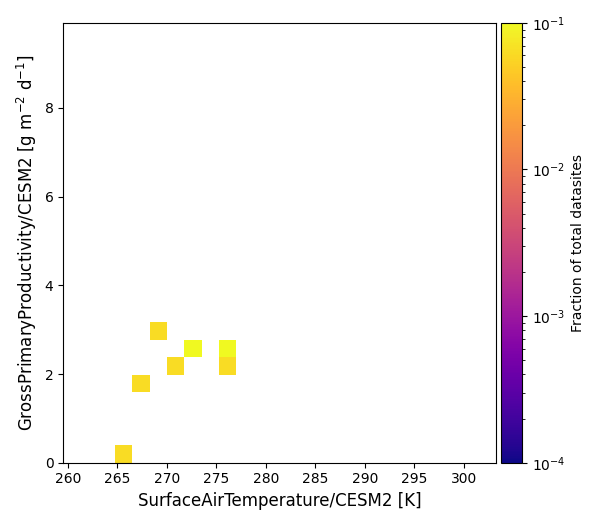 GrossPrimaryProductivity/CESM2 [g m⁻² d⁻¹]
8
6
4
2
0
260 265 270 275 280 285 290 295 300
SurfaceAirTemperature/CESM2 [K]
10⁻¹
10⁻²
10⁻³
10⁻⁴
Fraction of total datasites